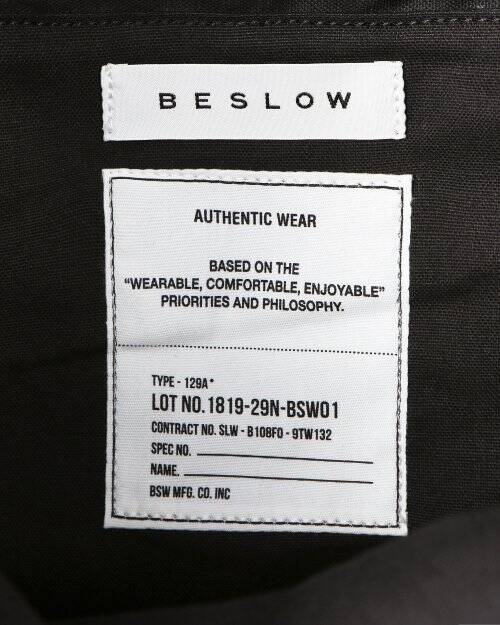 BESLOW
AUTHENTIC WEAR
BASED ON THE
“WEARABLE, COMFORTABLE, ENJOYABLE”
PRIORITIES AND PHILOSOPHY.
TYPE - 129A*
LOT NO.1819-29N-BSW01
CONTRACT NO. SLW - B108F0 - 9TW132
SPEC NO.
NAME.
BSW MFG. CO. INC